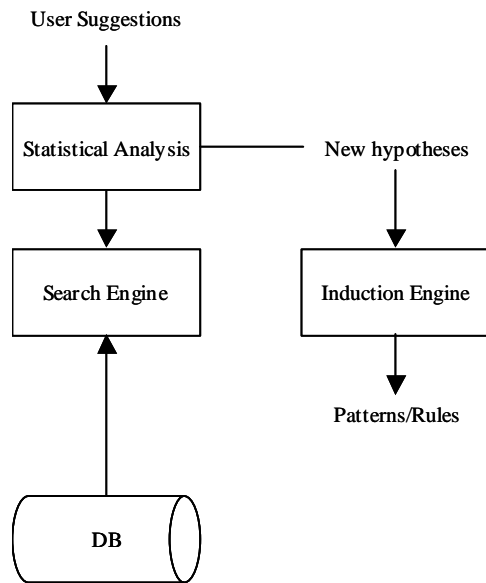 User Suggestions
Statistical Analysis
New hypotheses
Search Engine
Induction Engine
Patterns/Rules
DB